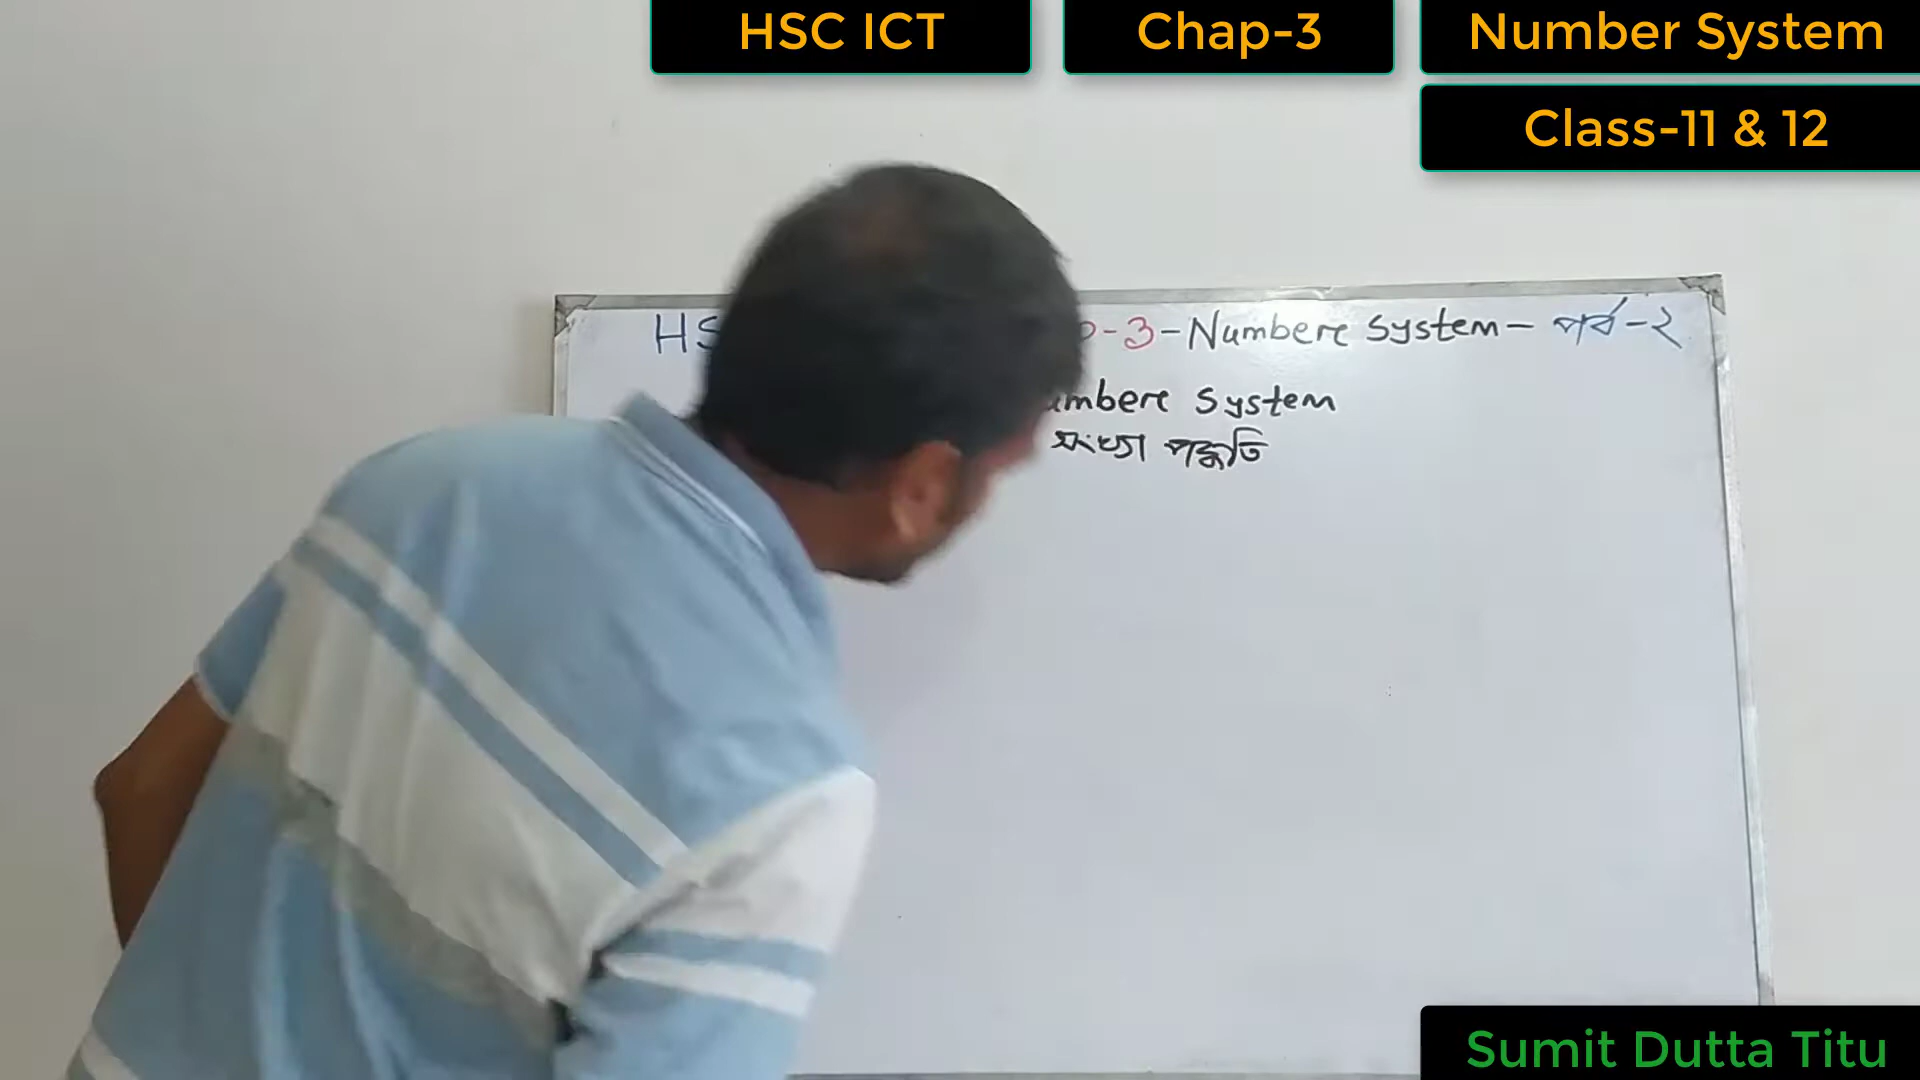 HSC ICT
Chap-3
Number System
Class-11 & 12
HS
-3-Numbere System- পর্ব-২
umbere System
সংখ্যা পদ্ধতি
Sumit Dutta Titu